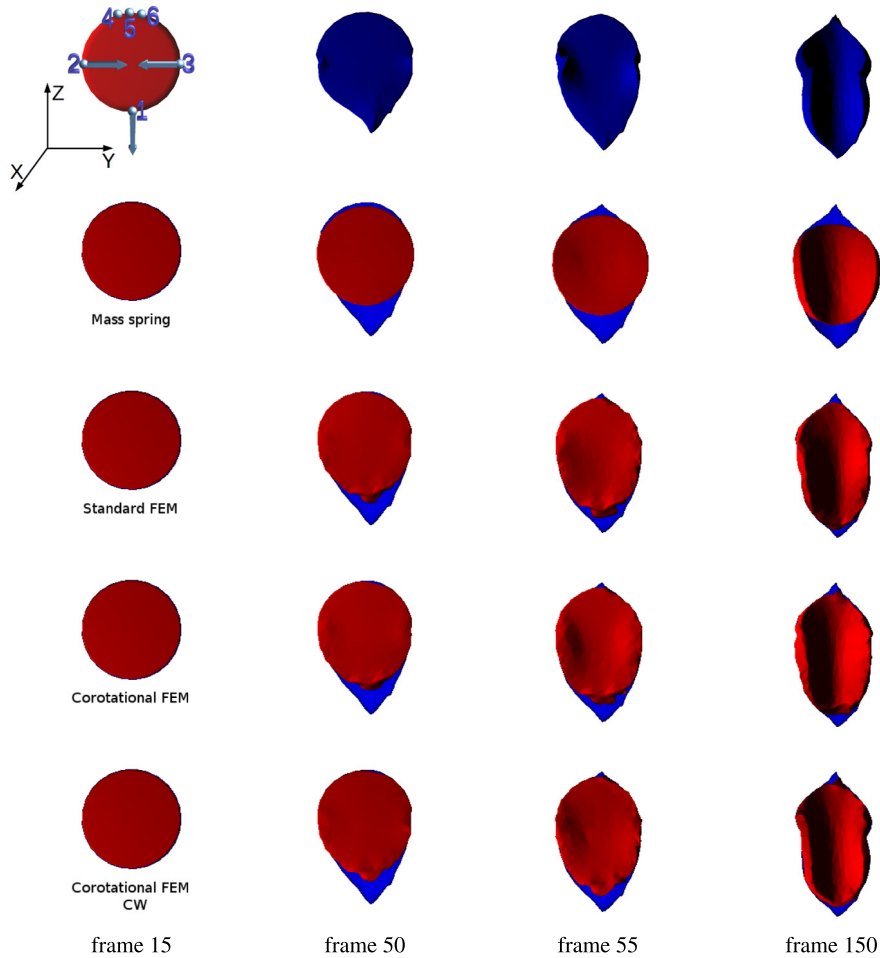 4 5 6
2 3
1
Z
Y
X
Mass spring
Standard FEM
Corotational FEM
Corotational FEM
CW
frame 15 frame 50 frame 55 frame 150